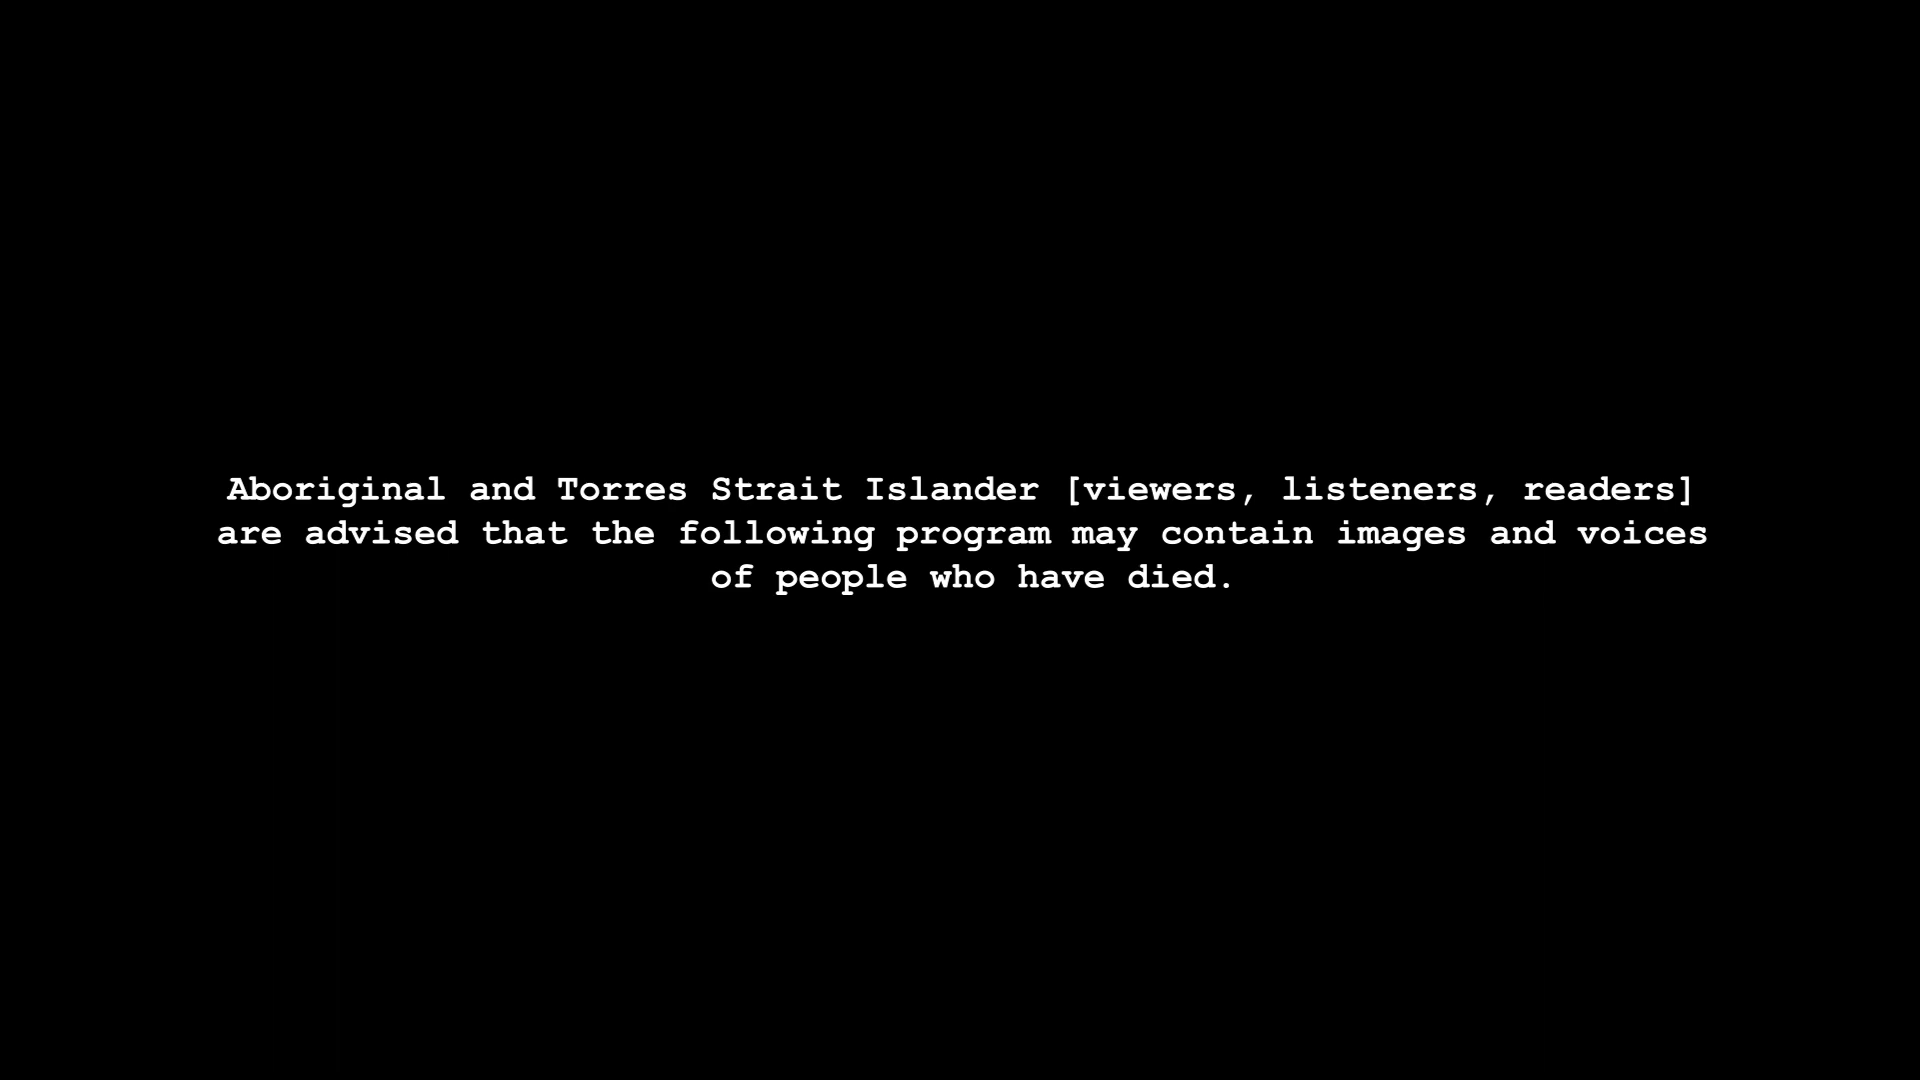 Aboriginal and Torres Strait Islander [viewers, listeners, readers]
are advised that the following program may contain images and voices
of people who have died.